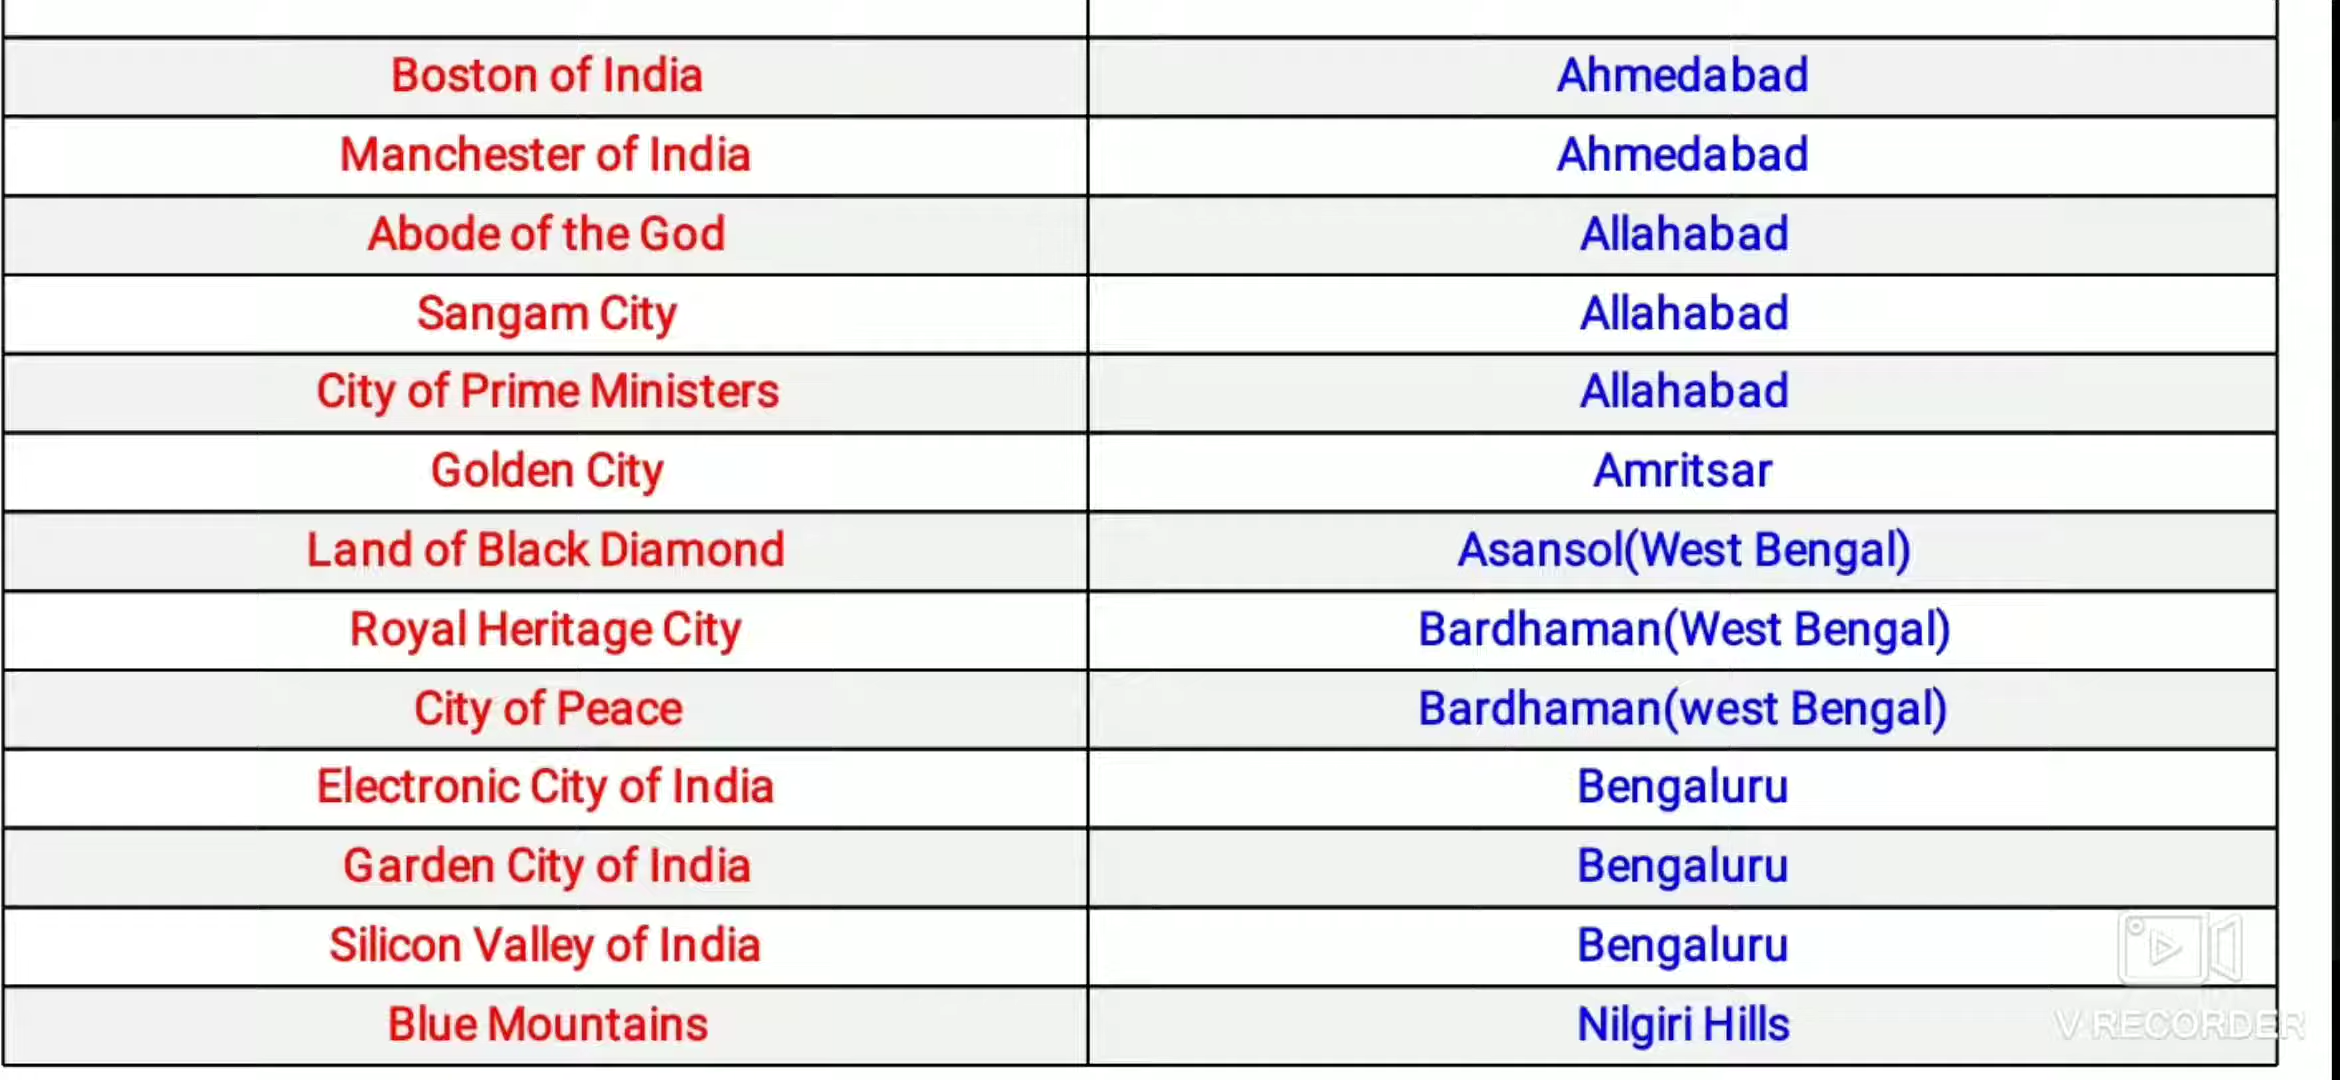 Boston of India Ahmedabad
Manchester of India Ahmedabad
Abode of the God Allahabad
Sangam City Allahabad
City of Prime Ministers Allahabad
Golden City Amritsar
Land of Black Diamond Asansol(West Bengal)
Royal Heritage City Bardhaman(West Bengal)
City of Peace Bardhaman(west Bengal)
Electronic City of India Bengaluru
Garden City of India Bengaluru
Silicon Valley of India Bengaluru
Blue Mountains Nilgiri Hills
V RECORDER